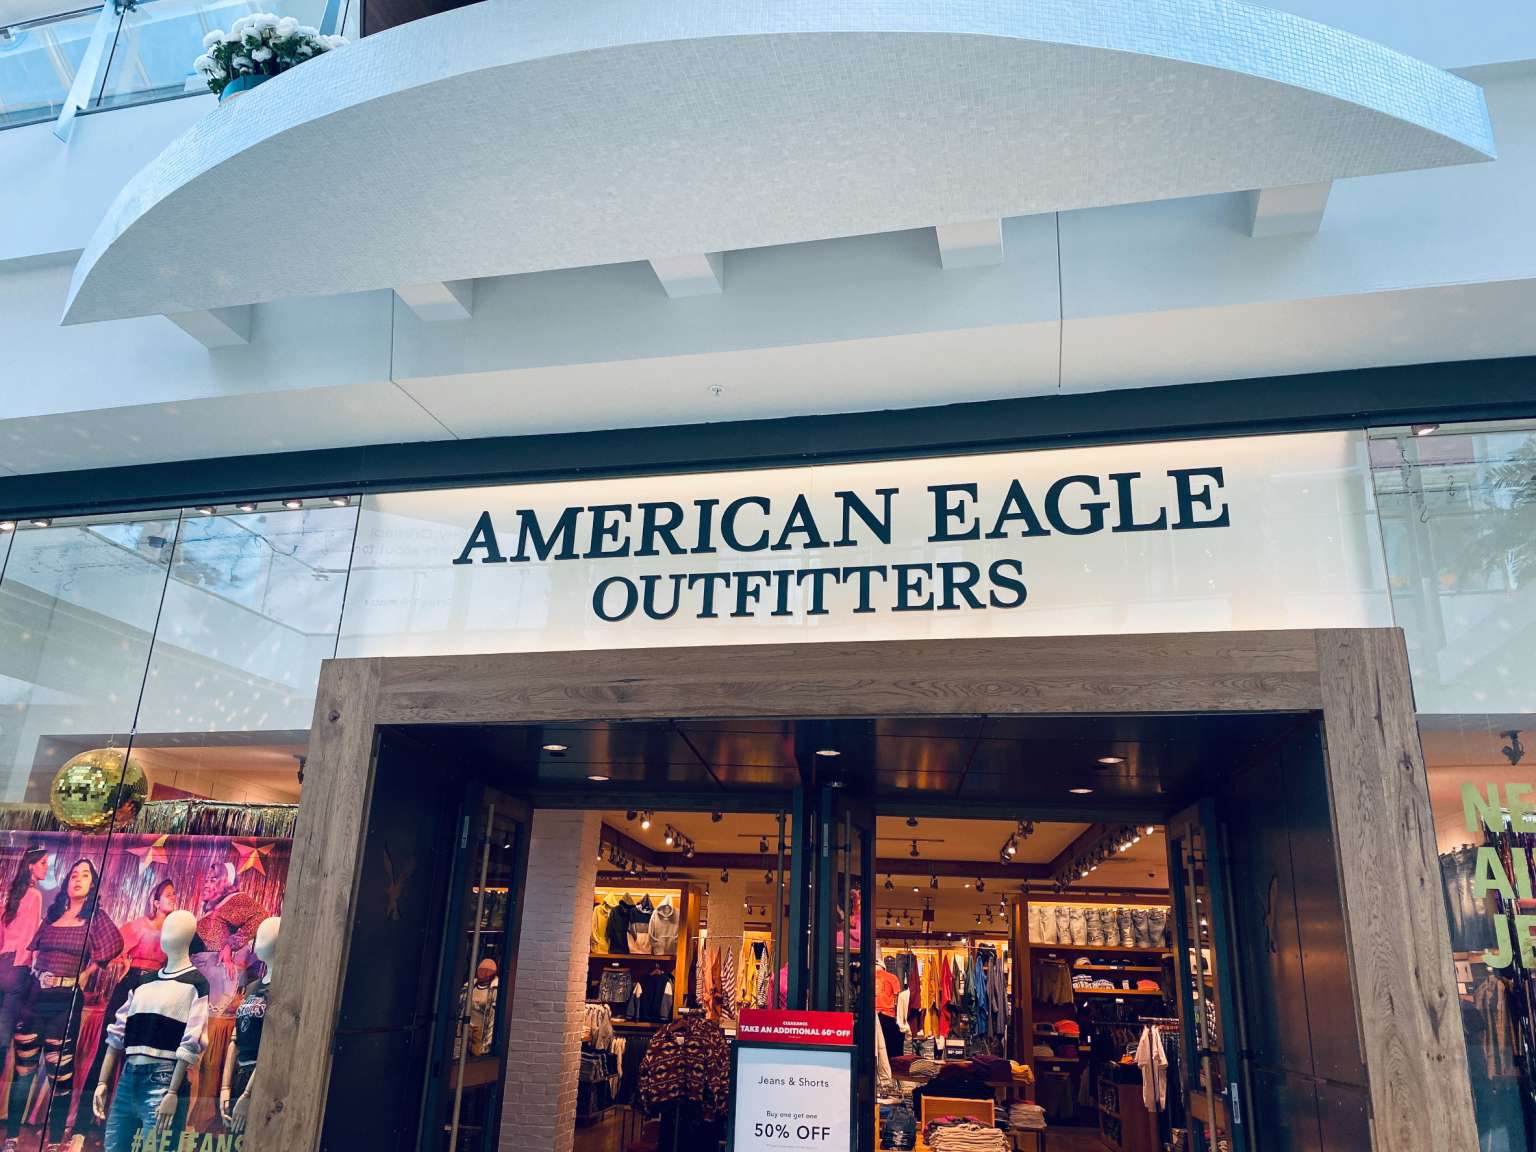 AMERICAN EAGLE
OUTFITTERS
CLEARANCE
TAKE AN ADDITIONAL 60% OFF
Jeans & Shorts
Buy one get one
50% OFF
#AEJEANS